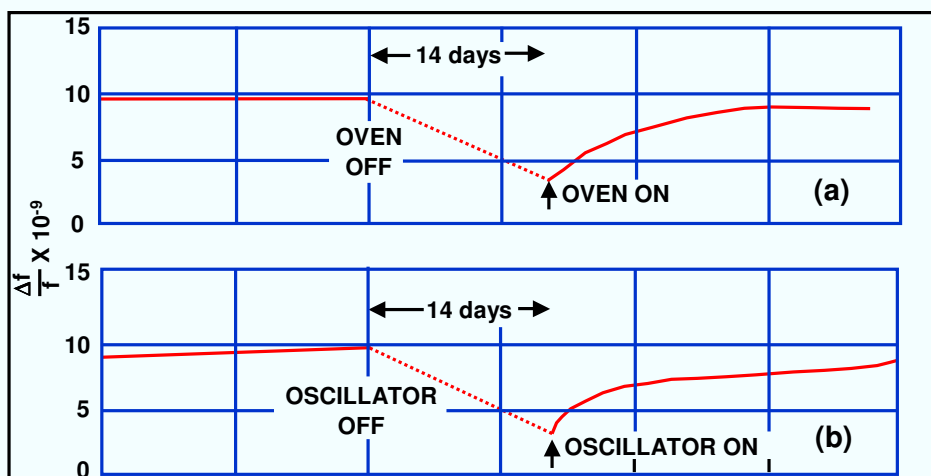 15
14 days
10
OVEN
OFF
5
OVEN ON
(a)
0
Δf
f
X 10-9
15
14 days
10
OSCILLATOR
OFF
5
OSCILLATOR ON
(b)
0